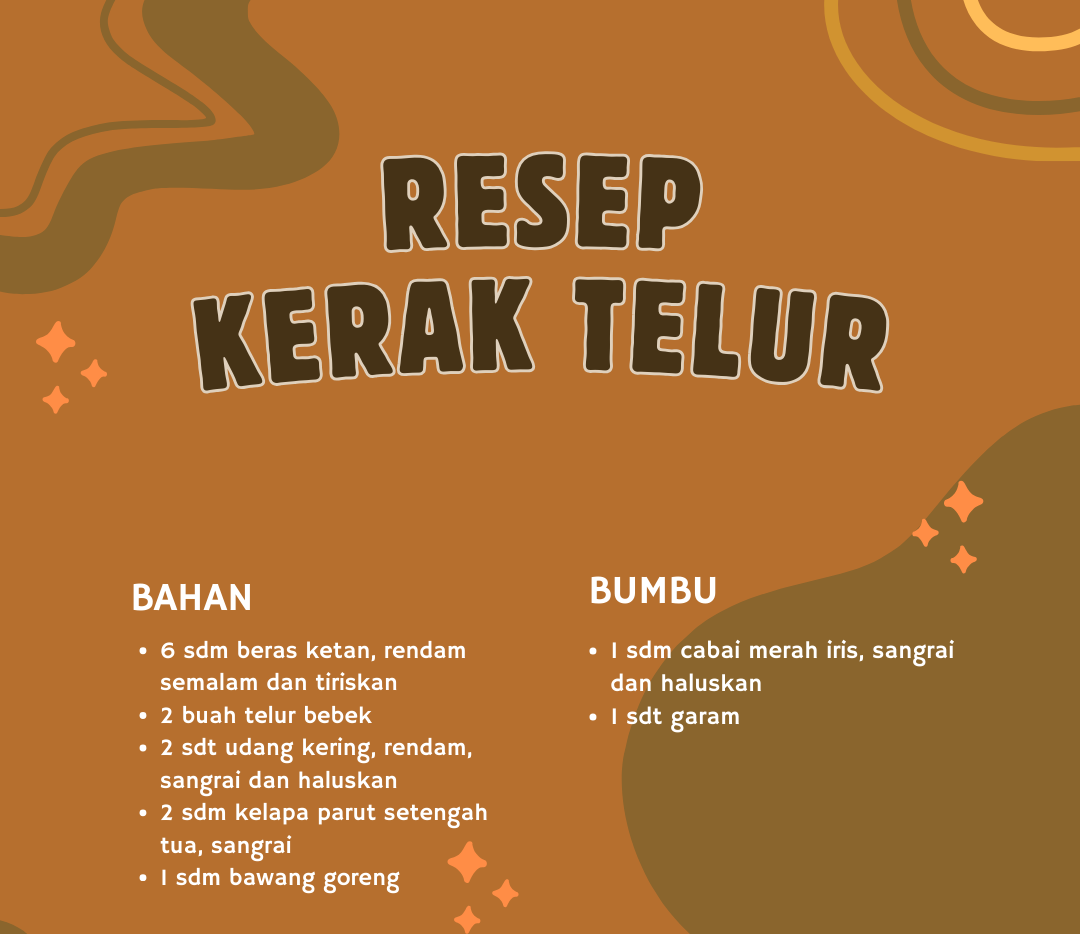 RESEP
KERAK TELUR
BAHAN
• 6 sdm beras ketan, rendam
semalam dan tiriskan
• 2 buah telur bebek
• 2 sdt udang kering, rendam,
sangrai dan haluskan
• 2 sdm kelapa parut setengah
tua, sangrai
• 1 sdm bawang goreng
BUMBU
• 1 sdm cabai merah iris, sangrai
dan haluskan
• 1 sdt garam